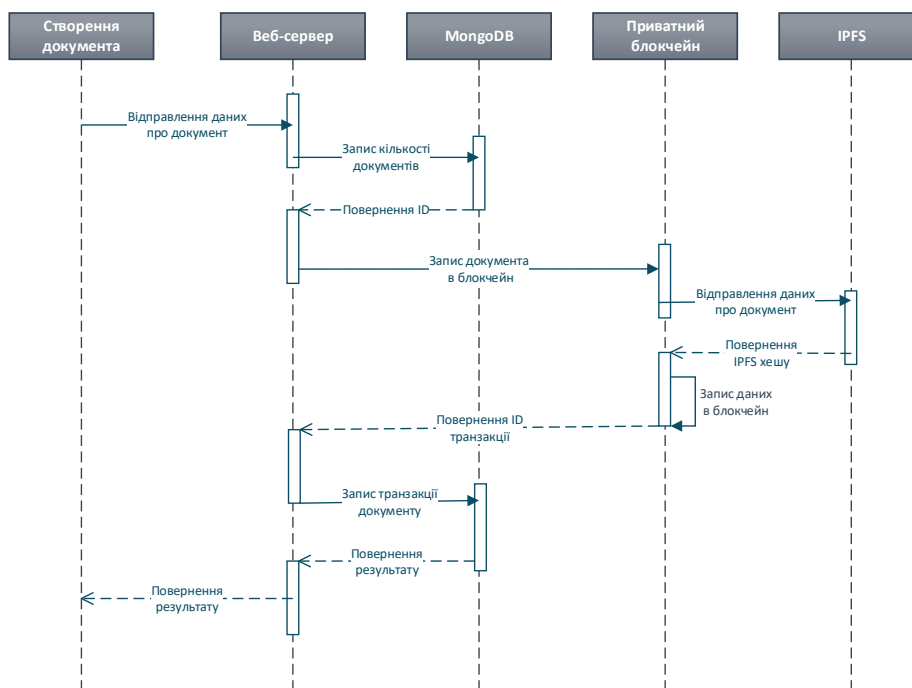 Створення
документа
Веб-сервер
MongoDB
Приватний
блокчейн
IPFS
Відправлення даних
про документ
Запис кількості
документів
Повернення ID
Запис документа
в блокчейн
Відправлення даних
про документ
Повернення
IPFS хешу
Запис даних
в блокчейн
Повернення ID
транзакції
Запис транзакції
документу
Повернення
результату
Повернення
результату